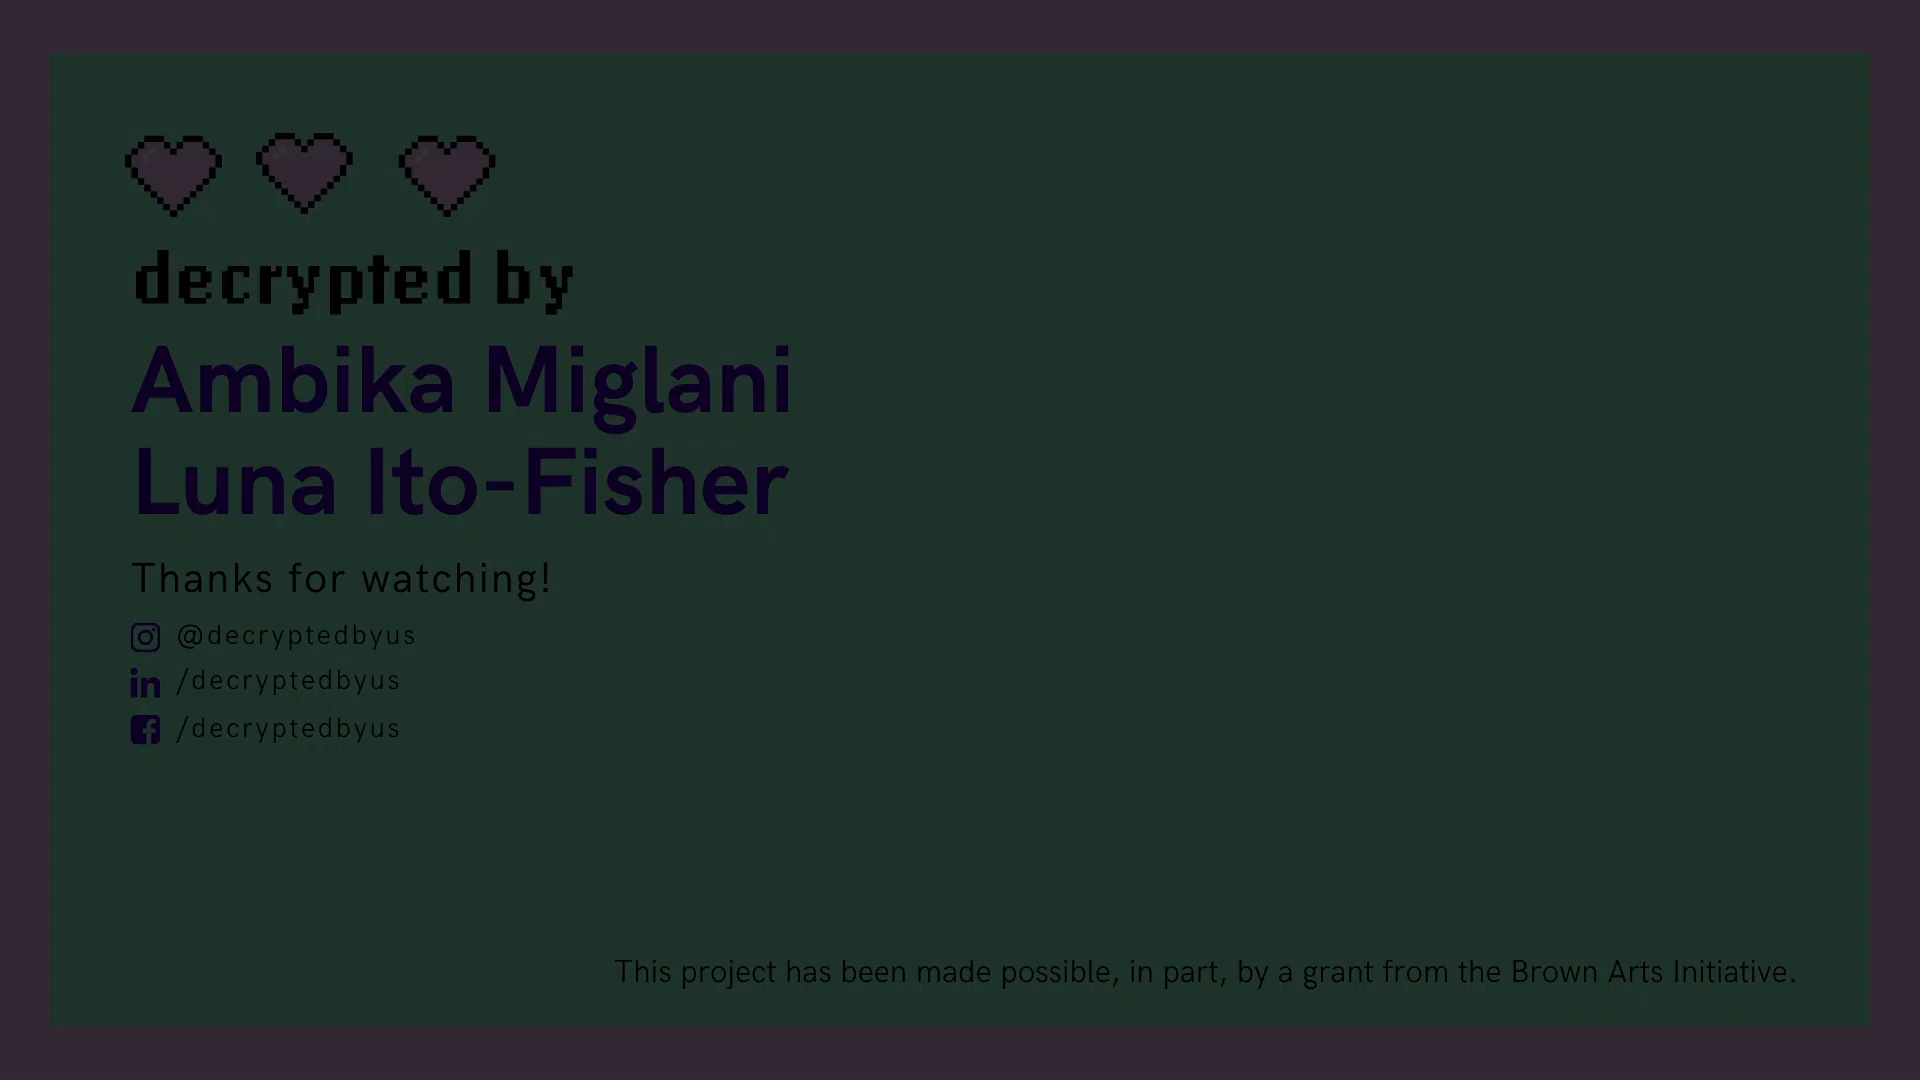 decrypted by
Ambika Miglani
Luna Ito-Fisher
Thanks for watching!
@decryptedbyus
in /decryptedbyus
/decryptedbyus
This project has been made possible, in part, by a grant from the Brown Arts Initiative.